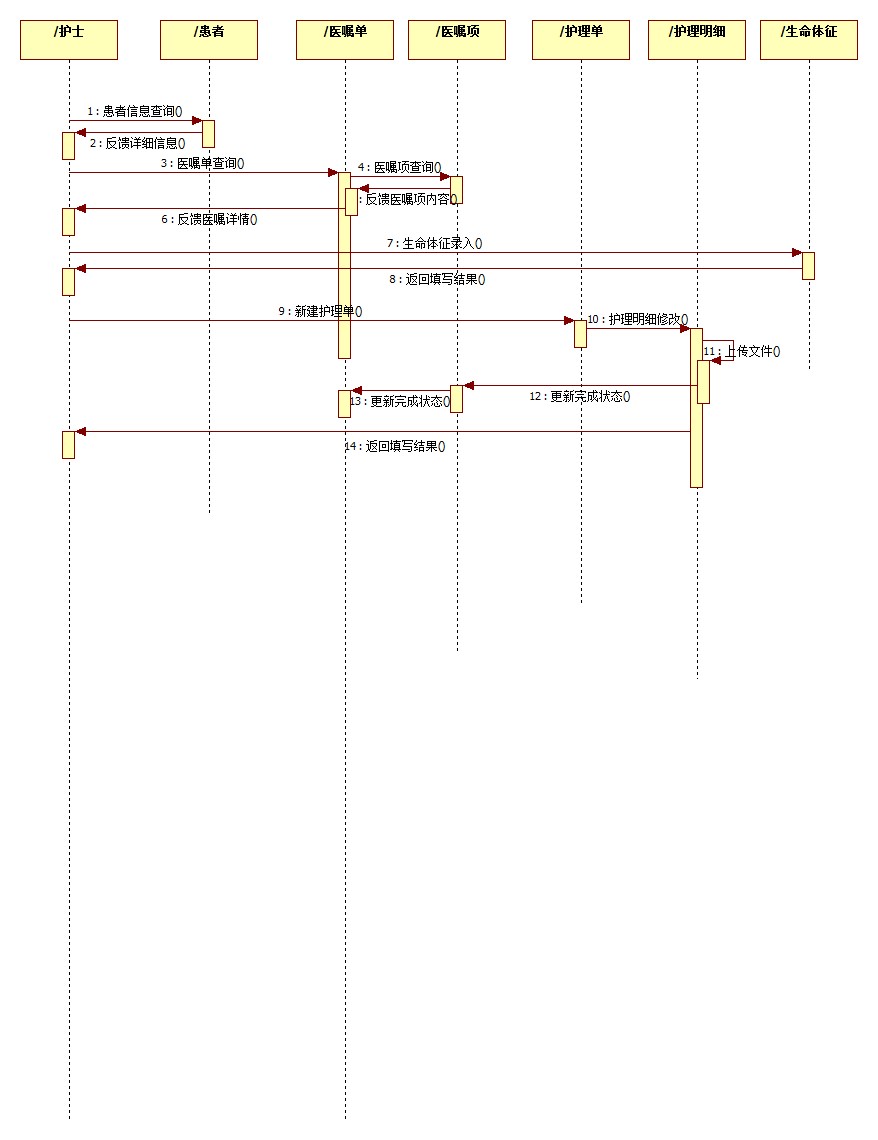 /护士
/患者
/医嘱单
/医嘱项
/护理单
/护理明细
/生命体征
1 : 患者信息查询()
2 : 反馈详细信息()
3 : 医嘱单查询()
4 : 医嘱项查询()
: 反馈医嘱项内容()
6 : 反馈医嘱详情()
7 : 生命体征录入()
8 : 返回填写结果()
9 : 新建护理单()
10 : 护理明细修改()
11 : 上传文件()
12 : 更新完成状态()
13 : 更新完成状态()
14 : 返回填写结果()